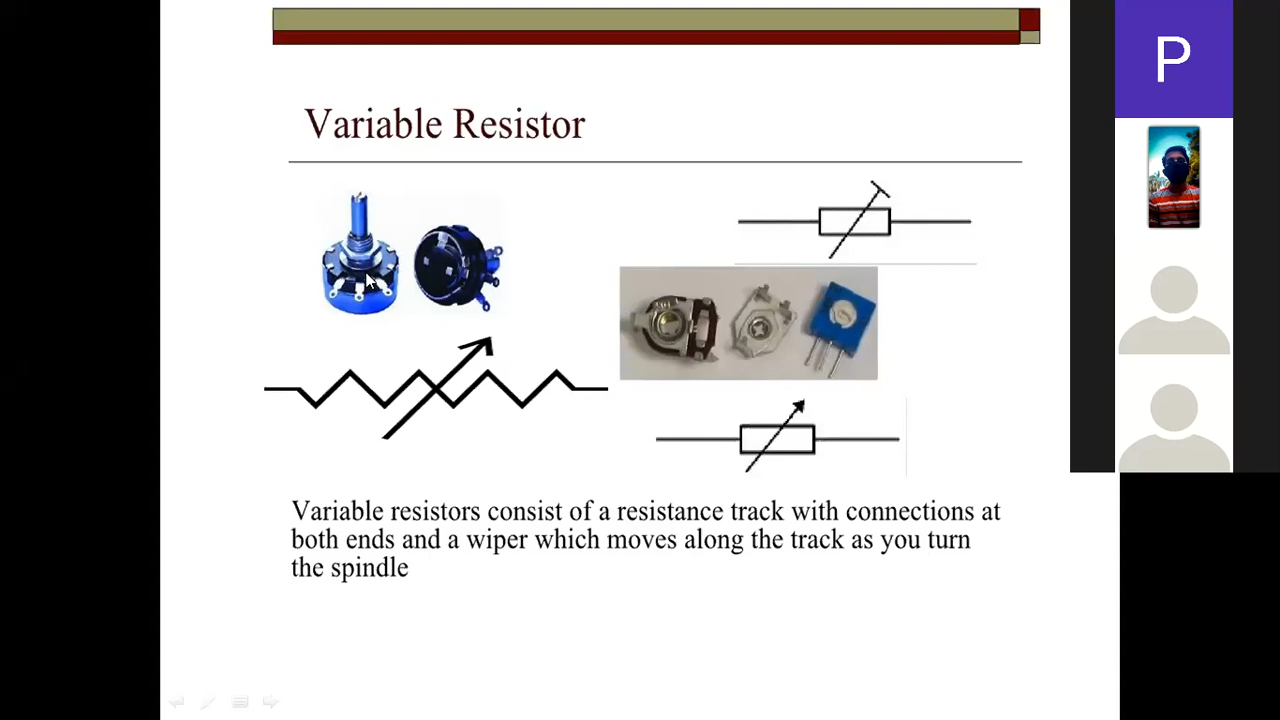 P
Variable Resistor
Variable resistors consist of a resistance track with connections at
both ends and a wiper which moves along the track as you turn
the spindle